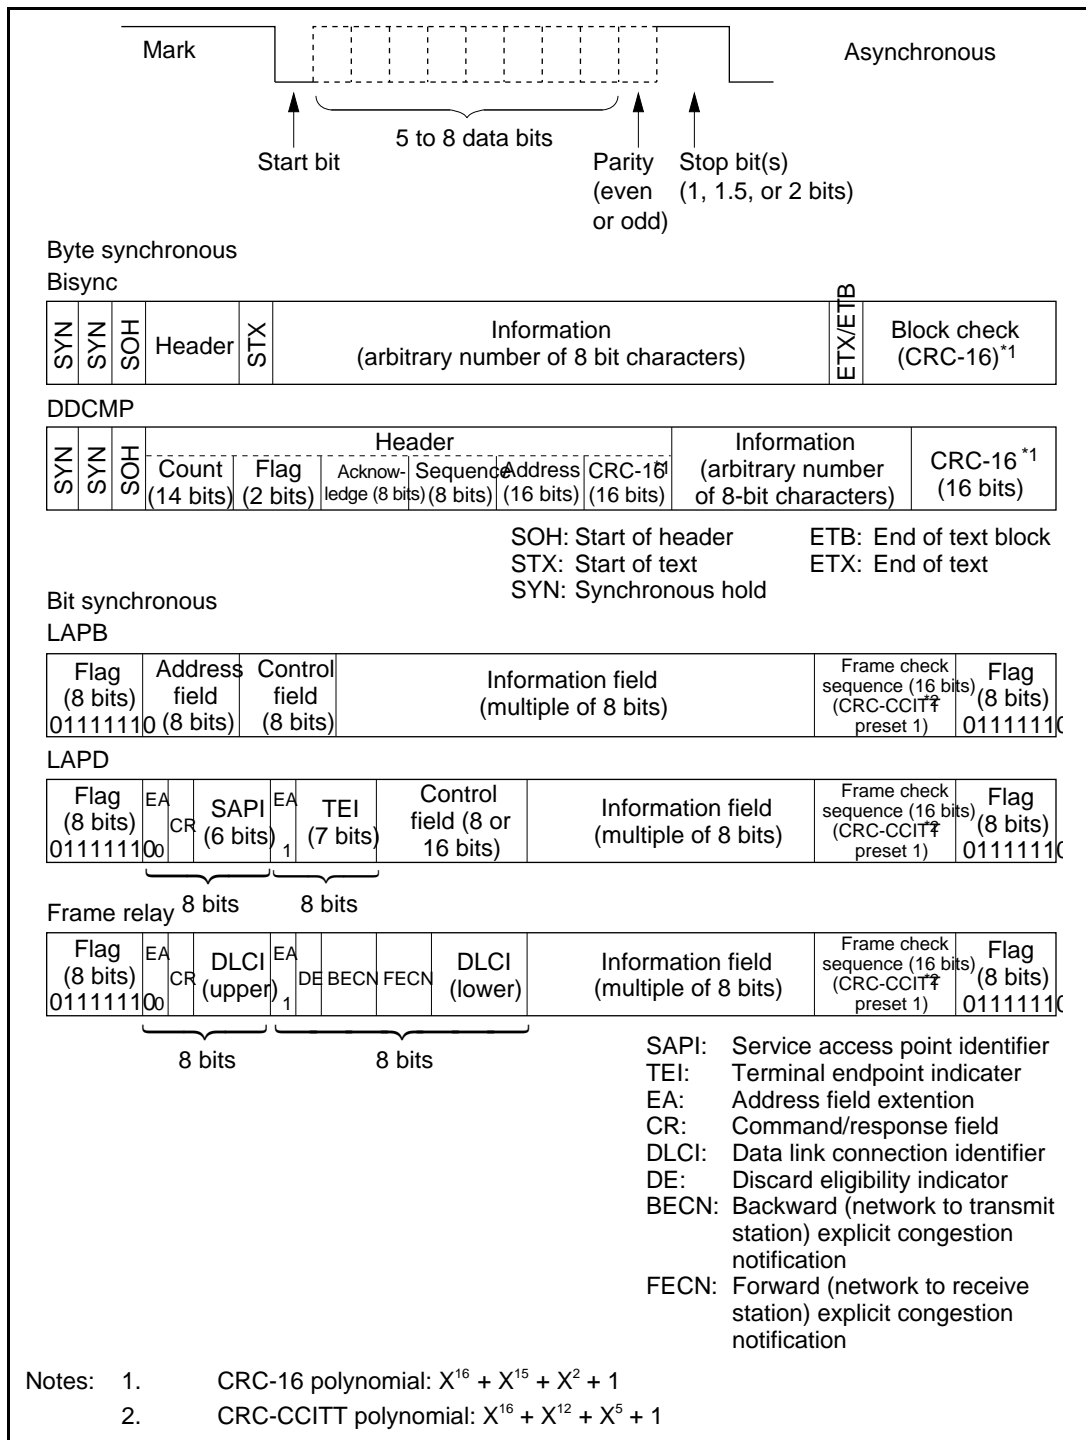 Mark
Asynchronous
5 to 8 data bits
Start bit
Parity
(even
or odd)
Stop bit(s)
(1, 1.5, or 2 bits)
Byte synchronous
Bisync
SYN
SYN
SOH
Header
STX
Information
(arbitrary number of 8 bit characters)
ETX/ETB
Block check
(CRC-16)*1
DDCMP
SYN
SYN
SOH
Header
Count
(14 bits)
Flag
(2 bits)
Acknow-
ledge (8 bits)
Sequence
(8 bits)
Address
(16 bits)
CRC-16*1
(16 bits)
Information
(arbitrary number
of 8-bit characters)
CRC-16*1
(16 bits)
SOH: Start of header
STX: Start of text
SYN: Synchronous hold
ETB: End of text block
ETX: End of text
Bit synchronous
LAPB
Flag
(8 bits)
01111110
Address
field
(8 bits)
Control
field
(8 bits)
Information field
(multiple of 8 bits)
Frame check
sequence (16 bits)
(CRC-CCITT*2
preset 1)
Flag
(8 bits)
01111110
LAPD
Flag
(8 bits)
01111110
EA
0
CR
SAPI
(6 bits)
EA
1
TEI
(7 bits)
Control
field (8 or
16 bits)
Information field
(multiple of 8 bits)
Frame check
sequence (16 bits)
(CRC-CCITT*2
preset 1)
Flag
(8 bits)
01111110
8 bits
8 bits
Frame relay
Flag
(8 bits)
01111110
EA
0
CR
DLCI
(upper)
EA
1
DE
BECN
FECN
DLCI
(lower)
Information field
(multiple of 8 bits)
Frame check
sequence (16 bits)
(CRC-CCITT*2
preset 1)
Flag
(8 bits)
01111110
8 bits
8 bits
SAPI: Service access point identifier
TEI: Terminal endpoint indicater
EA: Address field extention
CR: Command/response field
DLCI: Data link connection identifier
DE: Discard eligibility indicator
BECN: Backward (network to transmit
station) explicit congestion
notification
FECN: Forward (network to receive
station) explicit congestion
notification
Notes: 1. CRC-16 polynomial: X¹⁶ + X¹⁵ + X² + 1
2. CRC-CCITT polynomial: X¹⁶ + X¹² + X⁵ + 1